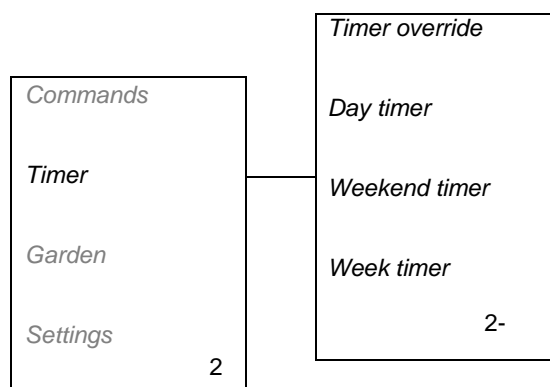 Commands
Timer
Garden
Settings
2
Timer override
Day timer
Weekend timer
Week timer
2-